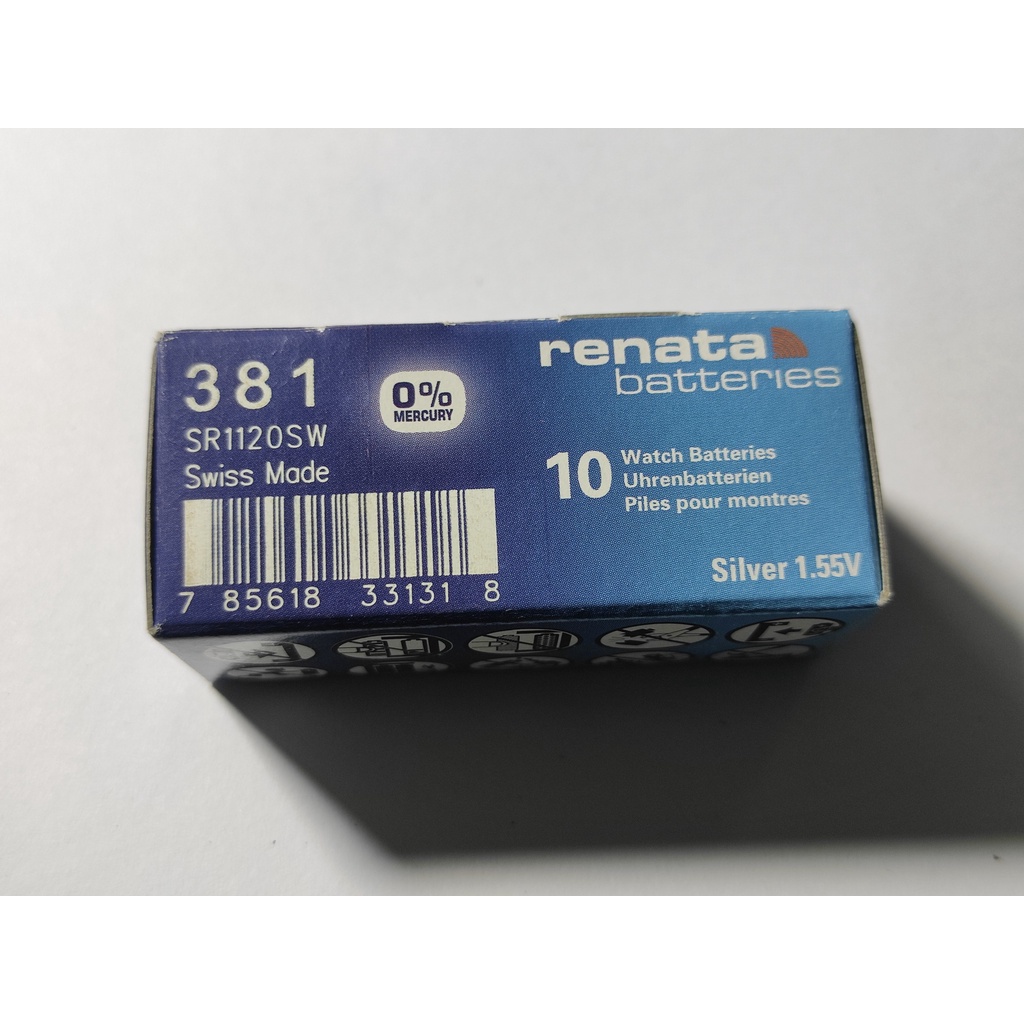 381
SR1120SW
Swiss Made
7 85618 33131 8
0%
MERCURY
renata
batteries
10
Watch Batteries
Uhrenbatterien
Piles pour montres
Silver 1.55V